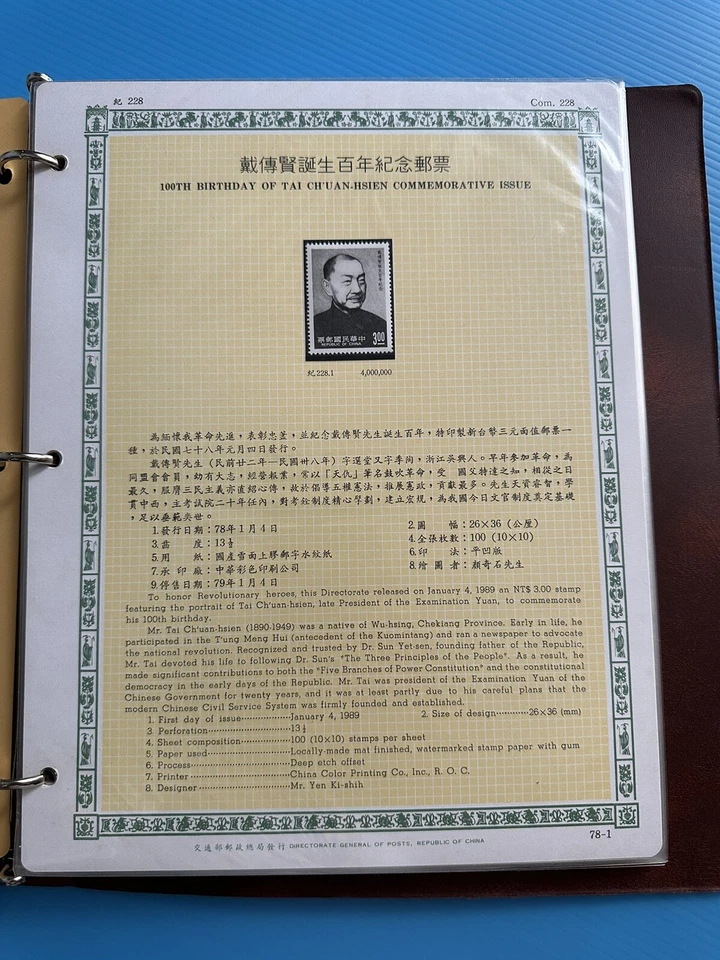 紀 228
Com. 228
戴傳賢誕生百年紀念郵票
100TH BIRTHDAY OF TAI CH'UAN-HSIEN COMMEMORATIVE ISSUE
戴傳賢誕生百年紀念
票郵國民華中
REPUBLIC OF CHINA
3.00
紀228.1 4,000,000
為緬懷我革命先進，表彰忠藎，並紀念戴傳賢先生誕生百年，特印製新台幣三元面值郵票一
種，於民國七十八年元月四日發行。
戴傳賢先生（民前廿二年—民國卅八年）字選堂又字季陶，浙江吳興人。早年參加革命，為
同盟會會員，幼有大志，經營報業，常以「天仇」筆名鼓吹革命，受　國父特達之知，相從之日
最久，服膺三民主義亦直紹心傳，故於倡導五權憲法，推展憲政，貢獻最多。先生天資睿智，學
貫中西，主考試院二十年任內，對考銓制度精心擘劃，建立宏規，為我國今日文官制度奠定基礎
，足以垂範奕世。
1.發行日期：78年1月4日
2.圖　　幅：26×36（公厘）
3.齒　　度：13½
4.全張枚數：100 (10×10)
5.用　　紙：國產雪面上膠郵字水紋紙
6.印　　法：平凹版
7.承 印 廠：中華彩色印刷公司
8.繪 圖 者：顏奇石先生
9.停售日期：79年1月4日
To honor Revolutionary heroes, this Directorate released on January 4, 1989 an NT$ 3.00 stamp
featuring the portrait of Tai Ch'uan-hsien, late President of the Examination Yuan, to commemorate
his 100th birthday.
Mr. Tai Ch'uan-hsien (1890-1949) was a native of Wu-hsing, Chekiang Province. Early in life, he
participated in the T'ung Meng Hui (antecedent of the Kuomintang) and ran a newspaper to advocate
the national revolution. Recognized and trusted by Dr. Sun Yet-sen, founding father of the Republic,
Mr. Tai devoted his life to following Dr. Sun's "The Three Principles of the People". As a result, he
made significant contributions to both the "Five Branches of Power Constitution" and the constitutional
democracy in the early days of the Republic. Mr. Tai was president of the Examination Yuan of the
Chinese Government for twenty years, and it was at least partly due to his careful plans that the
modern Chinese Civil Service System was firmly founded and established.
1. First day of issue················January 4, 1989
2. Size of design············26×36 (mm)
3. Perforation···························13½
4. Sheet composition·················100 (10×10) stamps per sheet
5. Paper used···························Locally-made mat finished, watermarked stamp paper with gum
6. Process·································Deep etch offset
7. Printer··································China Color Printing Co., Inc., R. O. C.
8. Designer······························Mr. Yen Ki-shih
交通部郵政總局發行 DIRECTORATE GENERAL OF POSTS, REPUBLIC OF CHINA
78-1